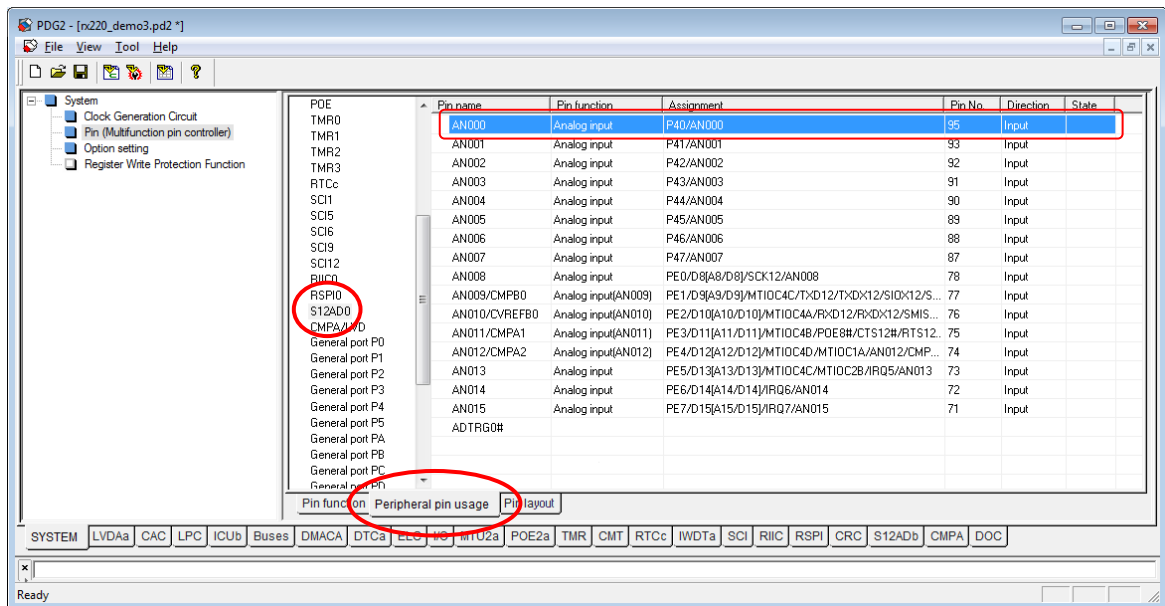 PDG2 - [rx220_demo3.pd2 *]
File View Tool Help
System
Clock Generation Circuit
Pin (Multifunction pin controller)
Option setting
Register Write Protection Function
POE
TMR0
TMR1
TMR2
TMR3
RTCc
SCI1
SCI5
SCI6
SCI9
SCI12
RIIC0
RSPI0
S12AD0
CMPA/LVD
General port P0
General port P1
General port P2
General port P3
General port P4
General port P5
General port PA
General port PB
General port PC
General port PD
Pin name Pin function Assignment Pin No. Direction State
AN000 Analog input P40/AN000 95 Input
AN001 Analog input P41/AN001 93 Input
AN002 Analog input P42/AN002 92 Input
AN003 Analog input P43/AN003 91 Input
AN004 Analog input P44/AN004 90 Input
AN005 Analog input P45/AN005 89 Input
AN006 Analog input P46/AN006 88 Input
AN007 Analog input P47/AN007 87 Input
AN008 Analog input PE0/D8[A8/D8]/SCK12/AN008 78 Input
AN009/CMPB0 Analog input(AN009) PE1/D9[A9/D9]/MTIOC4C/TXD12/TXDX12/SIOX12/S... 77 Input
AN010/CVREFB0 Analog input(AN010) PE2/D10[A10/D10]/MTIOC4A/RXD12/RXDX12/SMIS... 76 Input
AN011/CMPA1 Analog input(AN011) PE3/D11[A11/D11]/MTIOC4B/POE8#/CTS12#/RTS12... 75 Input
AN012/CMPA2 Analog input(AN012) PE4/D12[A12/D12]/MTIOC4D/MTIOC1A/AN012/CMP... 74 Input
AN013 Analog input PE5/D13[A13/D13]/MTIOC4C/MTIOC2B/IRQ5/AN013 73 Input
AN014 Analog input PE6/D14[A14/D14]/IRQ6/AN014 72 Input
AN015 Analog input PE7/D15[A15/D15]/IRQ7/AN015 71 Input
ADTRG0#
Pin function Peripheral pin usage Pin layout
SYSTEM LVDAa CAC LPC ICUb Buses DMACA DTCa ELC I/O MTU2a POE2a TMR CMT RTCc IWDTa SCI RIIC RSPI CRC S12ADb CMPA DOC
Ready